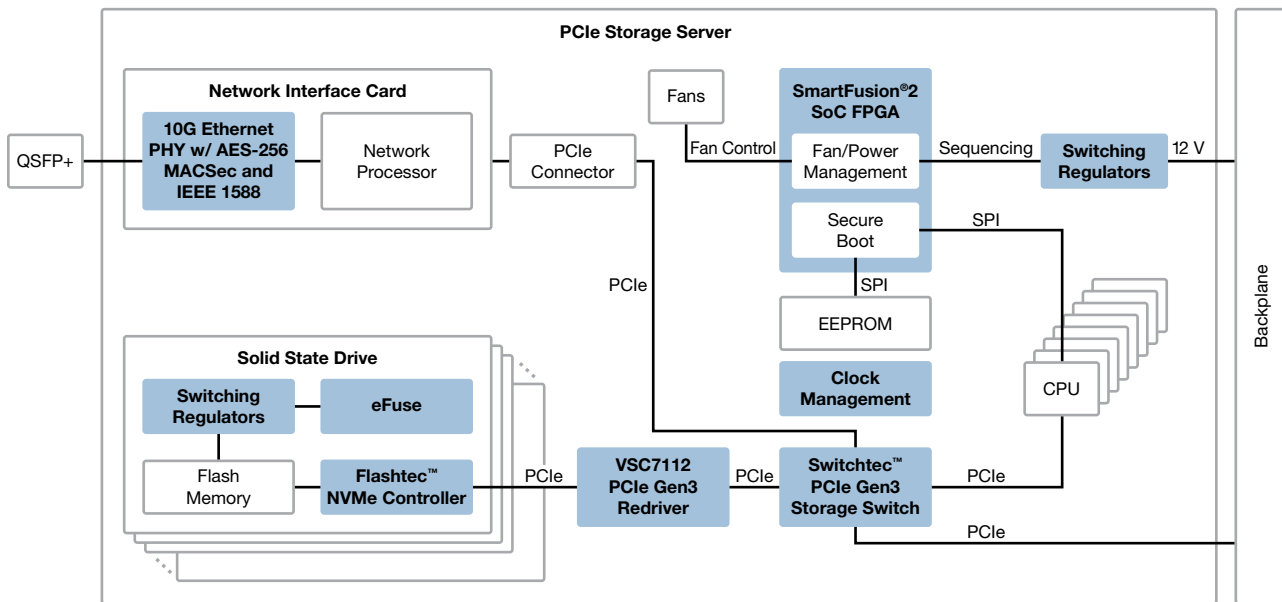 PCIe Storage Server
Network Interface Card
QSFP+
10G Ethernet
PHY w/ AES-256
MACSec and
IEEE 1588
Network
Processor
PCIe
Connector
Fans
Fan Control
SmartFusion®2
SoC FPGA
Fan/Power
Management
Sequencing
Switching
Regulators
12 V
Secure
Boot
SPI
SPI
EEPROM
PCIe
Clock
Management
CPU
Backplane
Solid State Drive
Switching
Regulators
eFuse
Flash
Memory
Flashtec™
NVMe Controller
PCIe
VSC7112
PCIe Gen3
Redriver
PCIe
Switchtec™
PCIe Gen3
Storage Switch
PCIe
PCIe